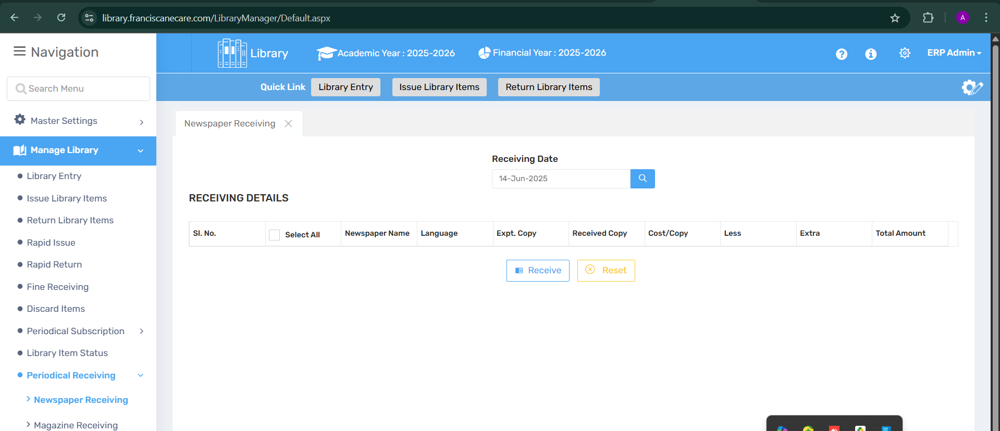 library.franciscanecare.com/LibraryManager/Default.aspx
A
Navigation
Library
Academic Year : 2025-2026
Financial Year : 2025-2026
ERP Admin
Search Menu
Quick Link
Library Entry
Issue Library Items
Return Library Items
Master Settings
Manage Library
Library Entry
Issue Library Items
Return Library Items
Rapid Issue
Rapid Return
Fine Receiving
Discard Items
Periodical Subscription
Library Item Status
Periodical Receiving
Newspaper Receiving
Magazine Receiving
Newspaper Receiving
Receiving Date
14-Jun-2025
RECEIVING DETAILS
Sl. No. Select All Newspaper Name Language Expt. Copy Received Copy Cost/Copy Less Extra Total Amount
Receive
Reset